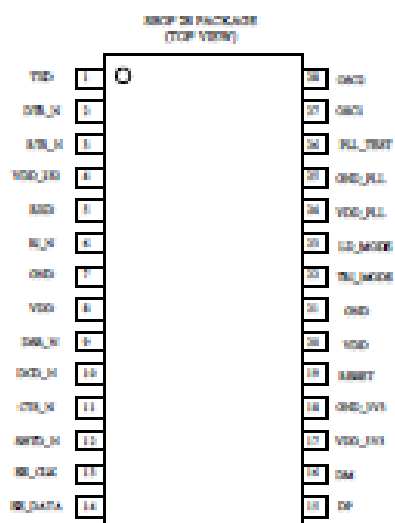 SSOP 28 PACKAGE
(TOP VIEW)
TXD 1 28 OSC2
DTR_N 2 27 OSC1
RTS_N 3 26 PLL_TEST
VDD_232 4 25 GND_PLL
RXD 5 24 VDD_PLL
RI_N 6 23 LD_MODE
GND 7 22 TRI_MODE
VDD 8 21 GND
DSR_N 9 20 VDD
DCD_N 10 19 RESET
CTS_N 11 18 GND_3V3
SHTD_N 12 17 VDD_3V3
EE_CLK 13 16 DM
EE_DATA 14 15 DP